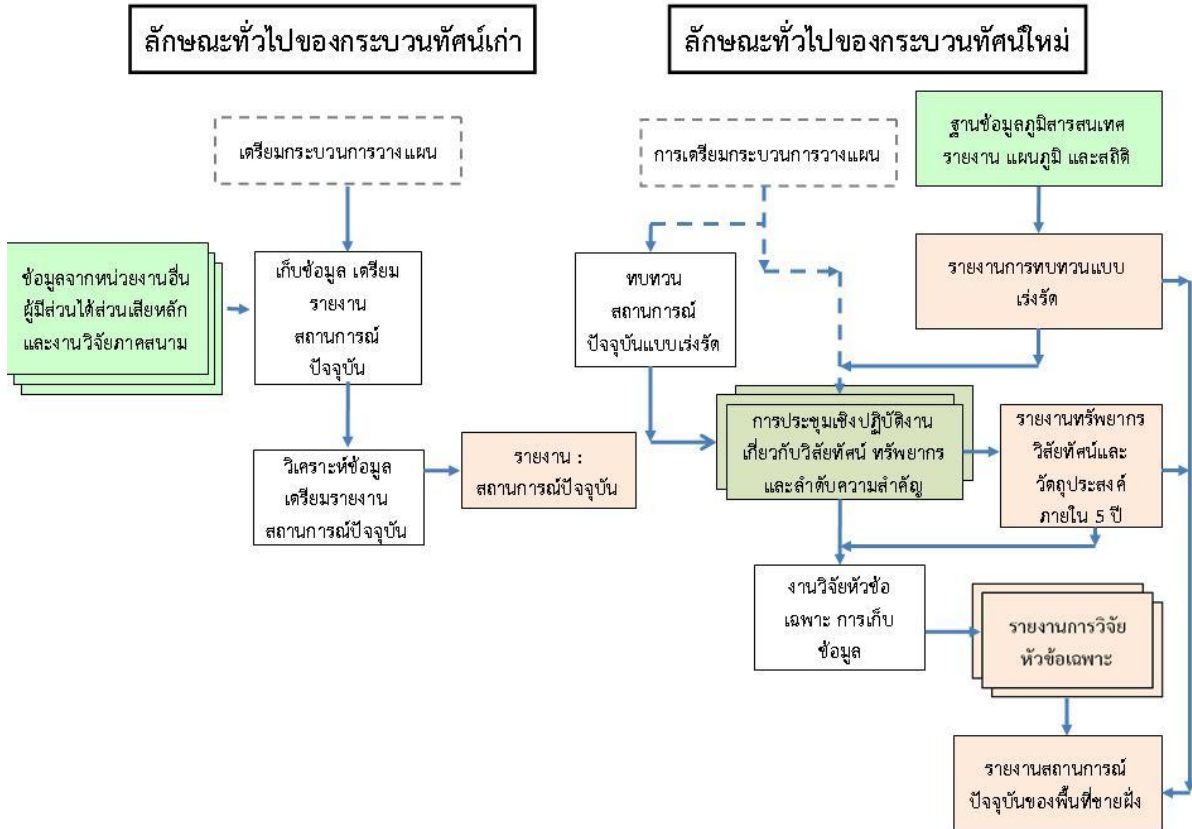 ลักษณะทั่วไปของกระบวนทัศน์เก่า
เตรียมกระบวนการวางแผน
ข้อมูลจากหน่วยงานอื่น
ผู้มีส่วนได้ส่วนเสียหลัก
และงานวิจัยภาคสนาม
เก็บข้อมูล เตรียม
รายงาน
สถานการณ์
ปัจจุบัน
วิเคราะห์ข้อมูล
เตรียมรายงาน
สถานการณ์ปัจจุบัน
รายงาน :
สถานการณ์ปัจจุบัน
ลักษณะทั่วไปของกระบวนทัศน์ใหม่
การเตรียมกระบวนการวางแผน
ฐานข้อมูลภูมิสารสนเทศ
รายงาน แผนภูมิ และสถิติ
ทบทวน
สถานการณ์
ปัจจุบันแบบเร่งรัด
รายงานการทบทวนแบบ
เร่งรัด
การประชุมเชิงปฏิบัติงาน
เกี่ยวกับวิสัยทัศน์ ทรัพยากร
และลำดับความสำคัญ
รายงานทรัพยากร
วิสัยทัศน์และ
วัตถุประสงค์
ภายใน 5 ปี
งานวิจัยหัวข้อ
เฉพาะ การเก็บ
ข้อมูล
รายงานการวิจัย
หัวข้อเฉพาะ
รายงานสถานการณ์
ปัจจุบันของพื้นที่ชายฝั่ง